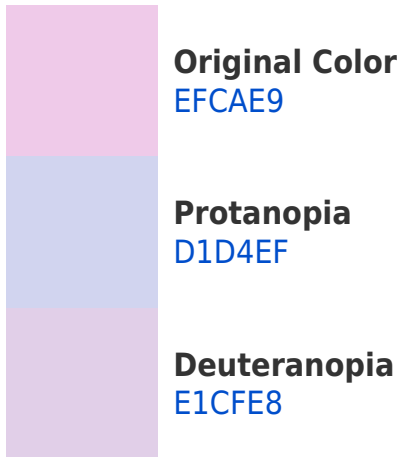 Original Color
EFCAE9
Protanopia
D1D4EF
Deuteranopia
E1CFE8